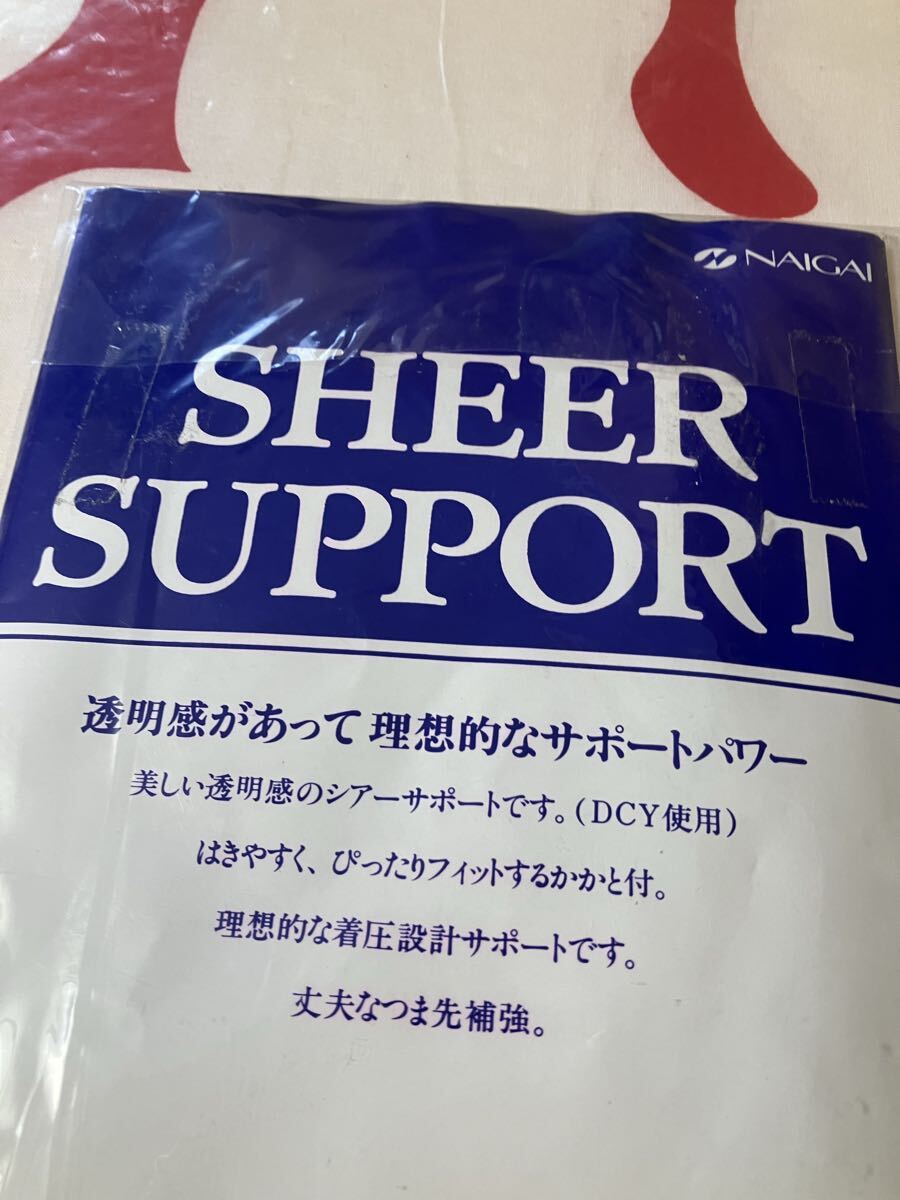 NAIGAI
SHEER
SUPPORT
透明感があって理想的なサポートパワー
美しい透明感のシアーサポートです。(DCY使用)
はきやすく、ぴったりフィットするかかと付。
理想的な着圧設計サポートです。
丈夫なつま先補強。